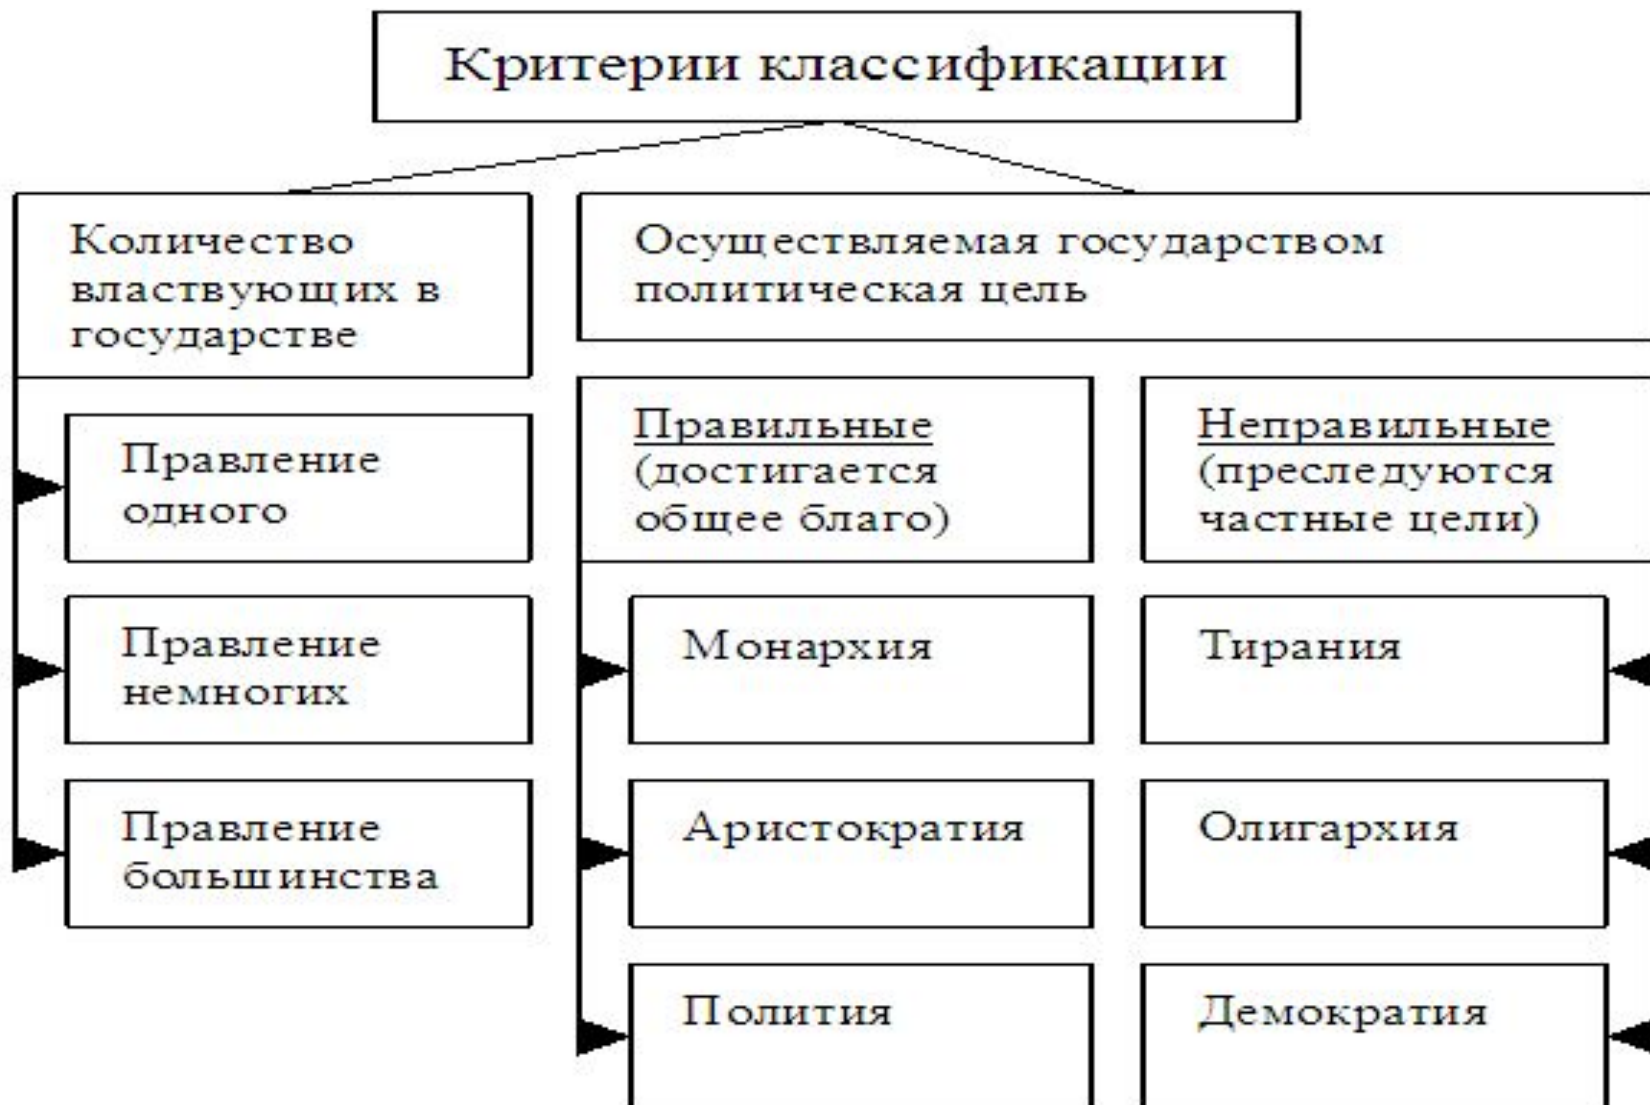 Критерии классификации
Количество
властвующих в
государстве
Осуществляемая государством
политическая цель
Правление
одного
Правление
немногих
Правление
большинства
Правильные
(достигается
общее благо)
Неправильные
(преследуются
частные цели)
Монархия
Тирания
Аристократия
Олигархия
Полития
Демократия